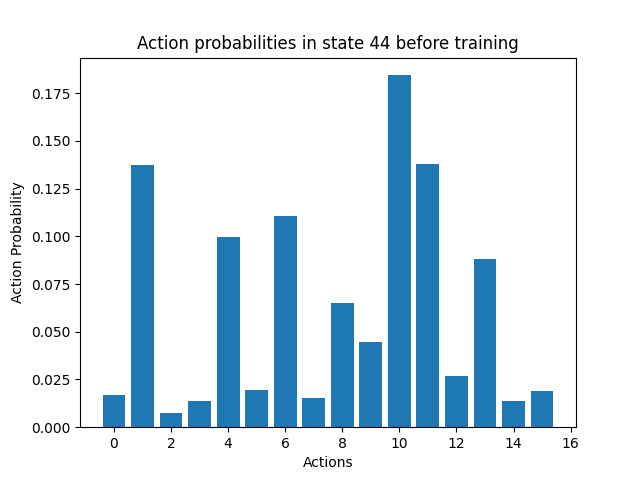 Action probabilities in state 44 before training
0.175
0.150
0.125
0.100
0.075
0.050
0.025
0.000
Action Probability
0 2 4 6 8 10 12 14 16
Actions